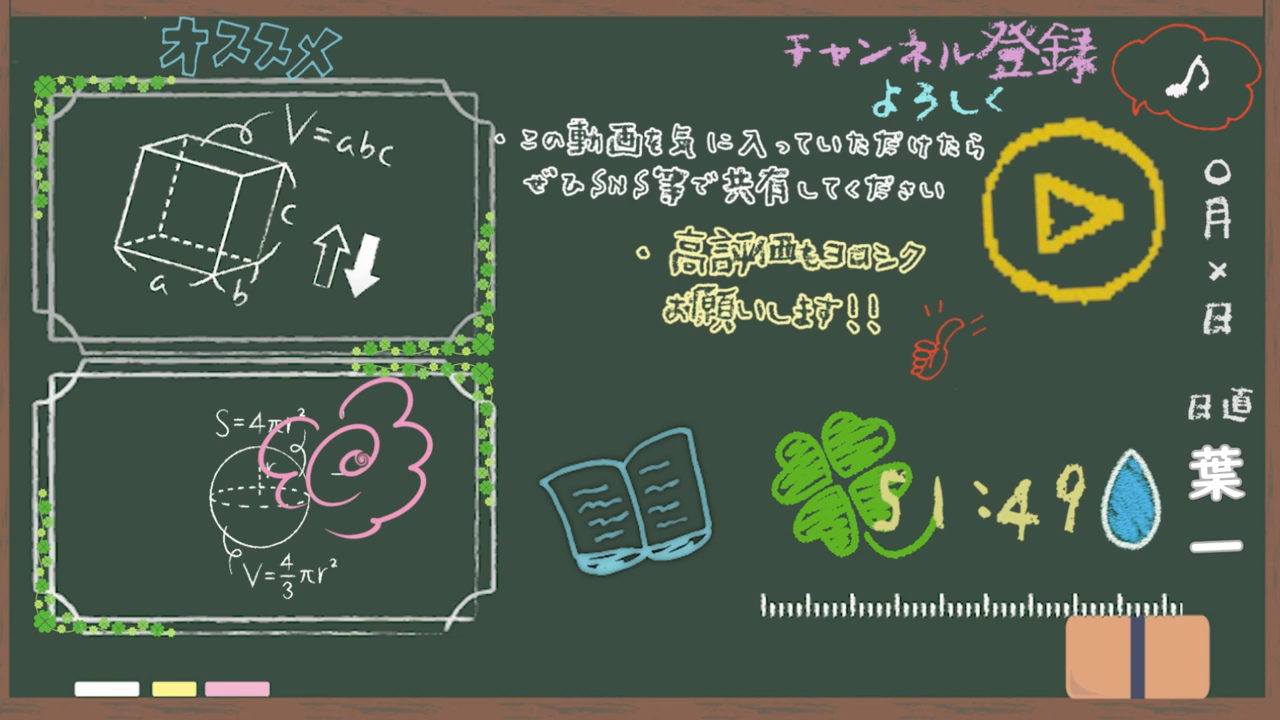 オススメ
V=abc
c
a
b
S=4πr²
r
V=4/3πr²
チャンネル登録
よろしく
・この動画を気に入っていただけたら
ぜひSNS等で共有してください
・高評価もヨロシク
お願いします!!
51:49
〇月×日
日直
葉一